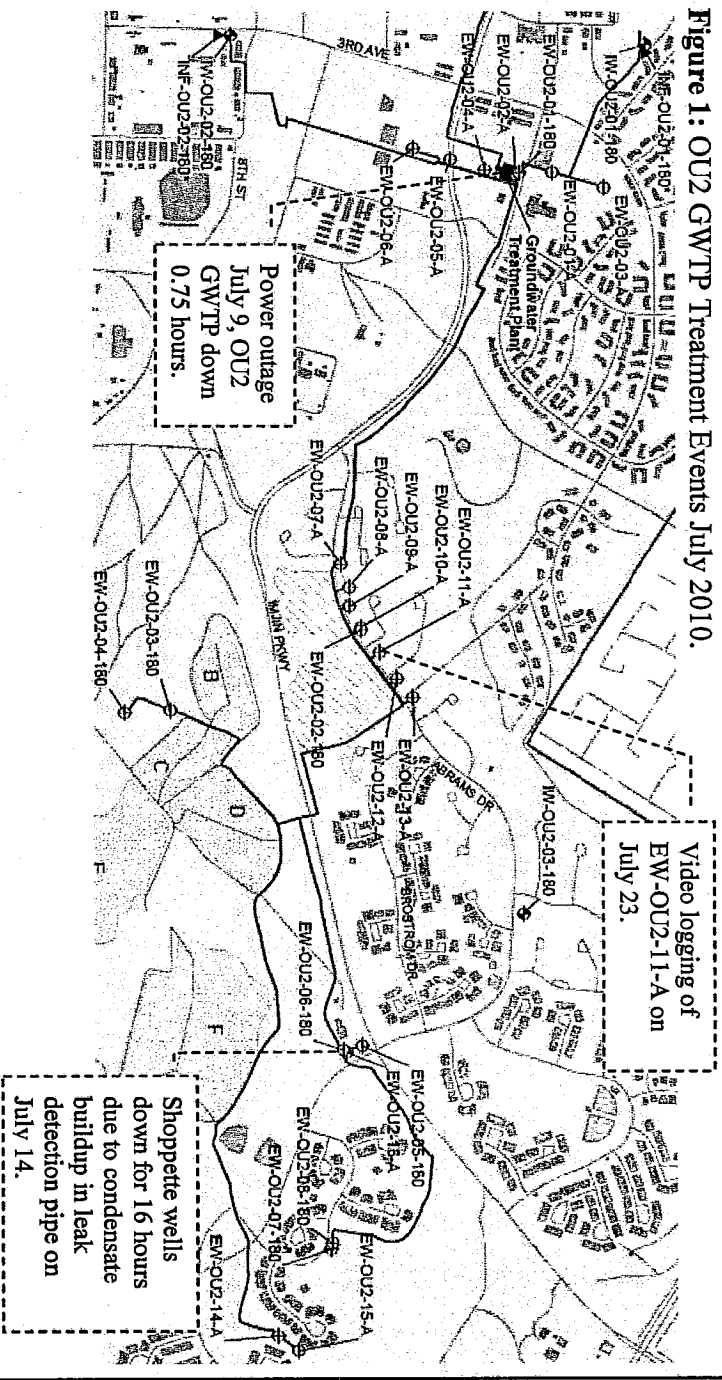 Figure 1: OU2 GWTP Treatment Events July 2010.
INF-OU2-01-180
IW-OU2-01-180
EW-OU2-03-A
EW-OU2-01-180
EW-OU2-01-A
EW-OU2-02-A
EW-OU2-04-A
3RD AVE
Groundwater
Treatment Plant
EW-OU2-05-A
EW-OU2-06-A
8TH ST
IW-OU2-02-180
INF-OU2-02-180
Power outage
July 9, OU2
GWTP down
0.75 hours.
EW-OU2-11-A
EW-OU2-10-A
EW-OU2-09-A
EW-OU2-08-A
EW-OU2-07-A
EW-OU2-02-180
EW-OU2-12-A
EW-OU2-13-A
ABRAMS DR
BROSTROM DR
IMJIN PKWY
EW-OU2-03-180
EW-OU2-04-180
B
C
D
E
F
Video logging of
EW-OU2-11-A on
July 23.
IW-OU2-03-180
EW-OU2-05-180
EW-OU2-16-A
EW-OU2-06-180
EW-OU2-08-180
EW-OU2-07-180
EW-OU2-15-A
EW-OU2-14-A
Shoppette wells
down for 16 hours
due to condensate
buildup in leak
detection pipe on
July 14.